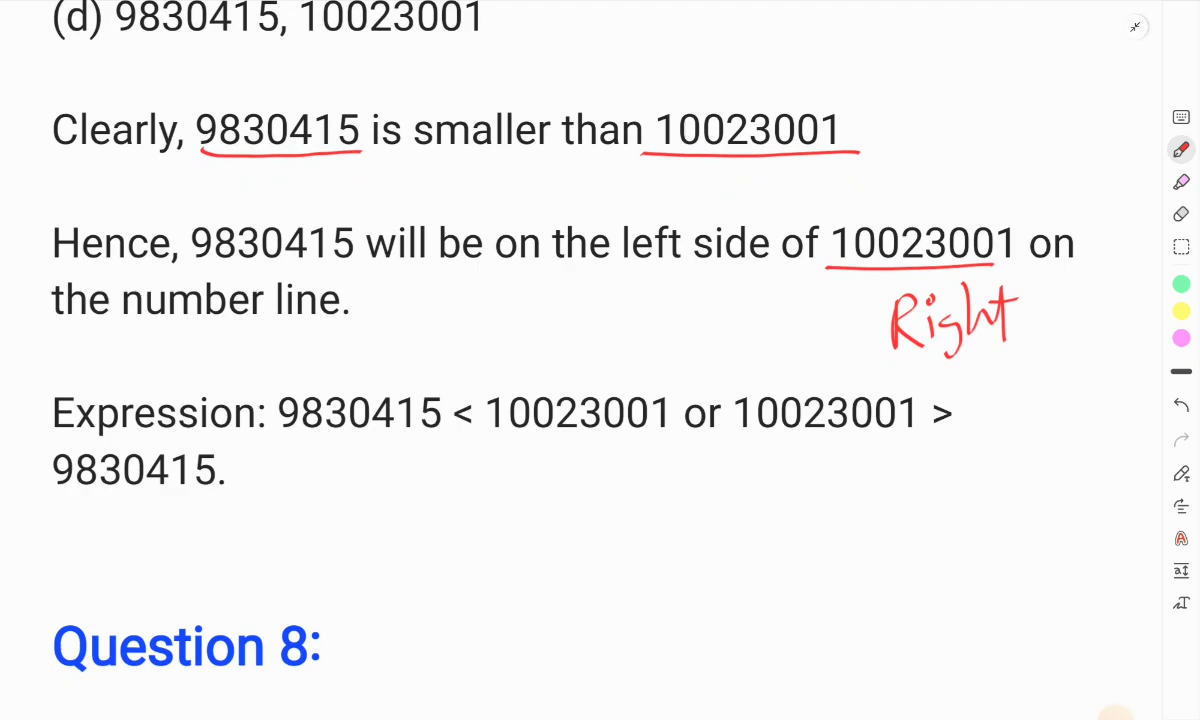 (d) 9830415, 10023001
Clearly, 9830415 is smaller than 10023001
Hence, 9830415 will be on the left side of 10023001 on
the number line.
Right
Expression: 9830415 < 10023001 or 10023001 >
9830415.
Question 8: